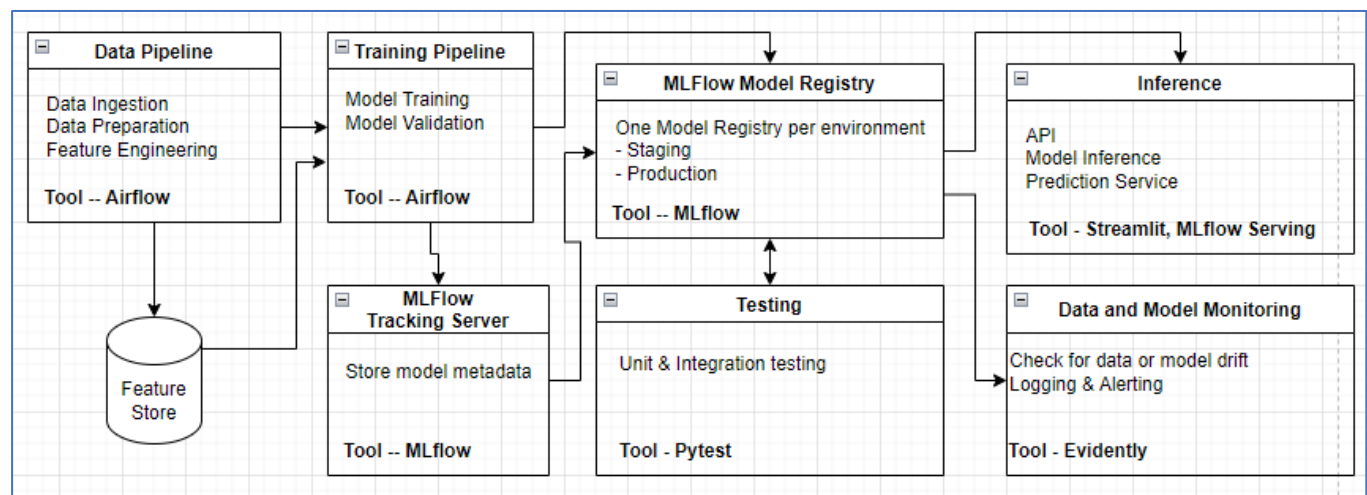 Data Pipeline
Data Ingestion
Data Preparation
Feature Engineering
Tool -- Airflow
Feature
Store
Training Pipeline
Model Training
Model Validation
Tool -- Airflow
MLFlow
Tracking Server
Store model metadata
Tool -- MLflow
MLFlow Model Registry
One Model Registry per environment
- Staging
- Production
Tool -- MLflow
Testing
Unit & Integration testing
Tool - Pytest
Inference
API
Model Inference
Prediction Service
Tool - Streamlit, MLflow Serving
Data and Model Monitoring
Check for data or model drift
Logging & Alerting
Tool - Evidently